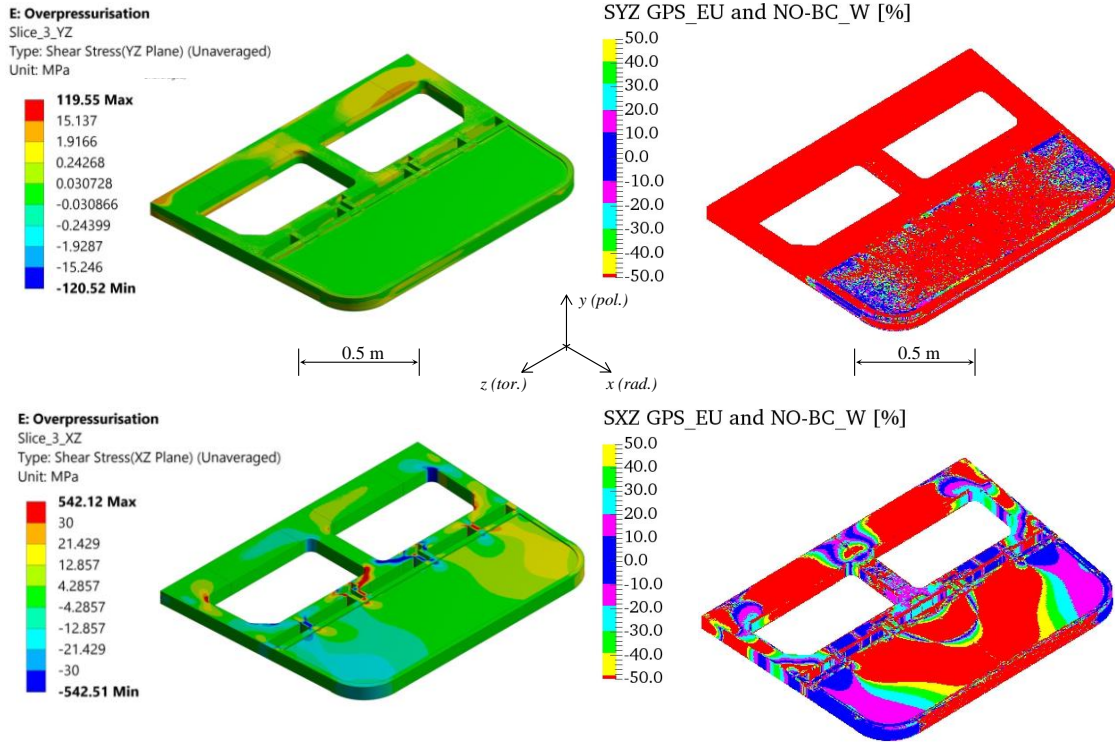 E: Overpressurisation
Slice_3_YZ
Type: Shear Stress(YZ Plane) (Unaveraged)
Unit: MPa
119.55 Max
15.137
1.9166
0.24268
0.030728
-0.030866
-0.24399
-1.9287
-15.246
-120.52 Min
SYZ GPS_EU and NO-BC_W [%]
50.0
40.0
30.0
20.0
10.0
0.0
-10.0
-20.0
-30.0
-40.0
-50.0
0.5 m
y (pol.)
z (tor.)
x (rad.)
0.5 m
E: Overpressurisation
Slice_3_XZ
Type: Shear Stress(XZ Plane) (Unaveraged)
Unit: MPa
542.12 Max
30
21.429
12.857
4.2857
-4.2857
-12.857
-21.429
-30
-542.51 Min
SXZ GPS_EU and NO-BC_W [%]
50.0
40.0
30.0
20.0
10.0
0.0
-10.0
-20.0
-30.0
-40.0
-50.0